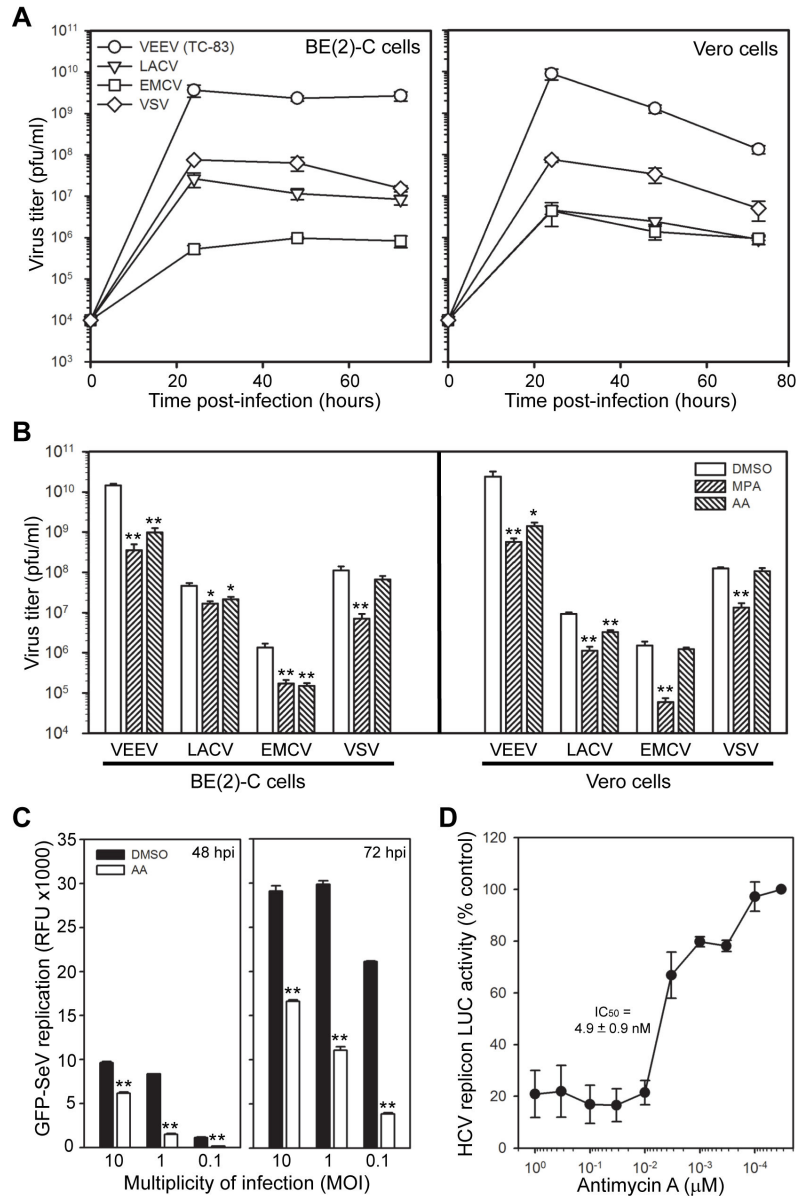 A
BE(2)-C cells
Vero cells
VEEV (TC-83)
LACV
EMCV
VSV
Virus titer (pfu/ml)
10¹¹
10¹⁰
10⁹
10⁸
10⁷
10⁶
10⁵
10⁴
10³
0 20 40 60
0 20 40 60 80
Time post-infection (hours)
Time post-infection (hours)
B
DMSO
MPA
AA
Virus titer (pfu/ml)
10¹¹
10¹⁰
10⁹
10⁸
10⁷
10⁶
10⁵
10⁴
** ** * * ** ** **
** * ** ** ** **
VEEV LACV EMCV VSV
VEEV LACV EMCV VSV
BE(2)-C cells
Vero cells
C
DMSO
AA
48 hpi
72 hpi
GFP-SeV replication (RFU x1000)
35
30
25
20
15
10
5
0
** ** **
** ** **
10 1 0.1
10 1 0.1
Multiplicity of infection (MOI)
D
HCV replicon LUC activity (% control)
120
100
80
60
40
20
0
IC₅₀ =
4.9 ± 0.9 nM
10⁰ 10⁻¹ 10⁻² 10⁻³ 10⁻⁴
Antimycin A (μM)